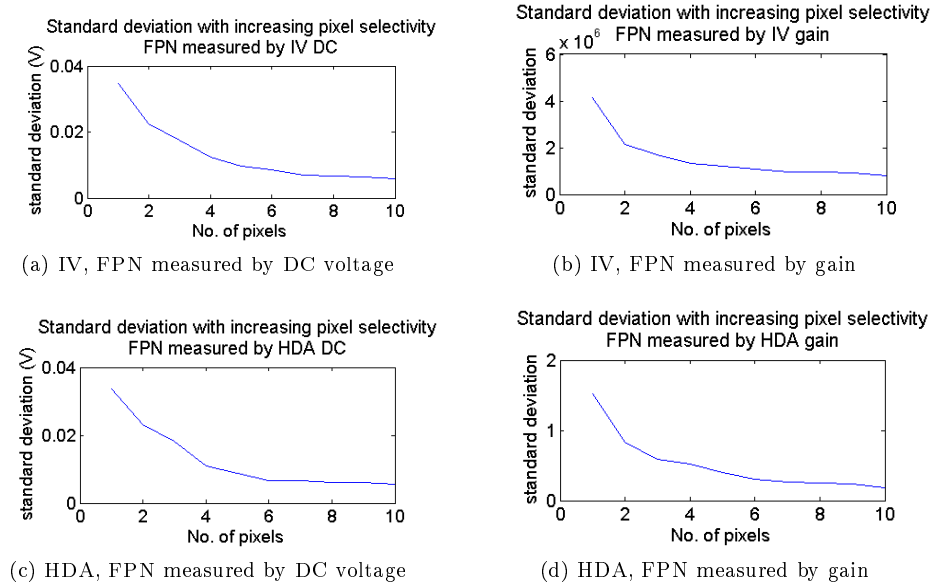 Standard deviation with increasing pixel selectivity
FPN measured by IV DC
standard deviation (V)
0.04
0.02
0
0 2 4 6 8 10
No. of pixels
(a) IV, FPN measured by DC voltage
Standard deviation with increasing pixel selectivity
FPN measured by IV gain
x 10^6
standard deviation
6
4
2
0
0 2 4 6 8 10
No. of pixels
(b) IV, FPN measured by gain
Standard deviation with increasing pixel selectivity
FPN measured by HDA DC
standard deviation (V)
0.04
0.02
0
0 2 4 6 8 10
No. of pixels
(c) HDA, FPN measured by DC voltage
Standard deviation with increasing pixel selectivity
FPN measured by HDA gain
standard deviation
2
1
0
0 2 4 6 8 10
No. of pixels
(d) HDA, FPN measured by gain